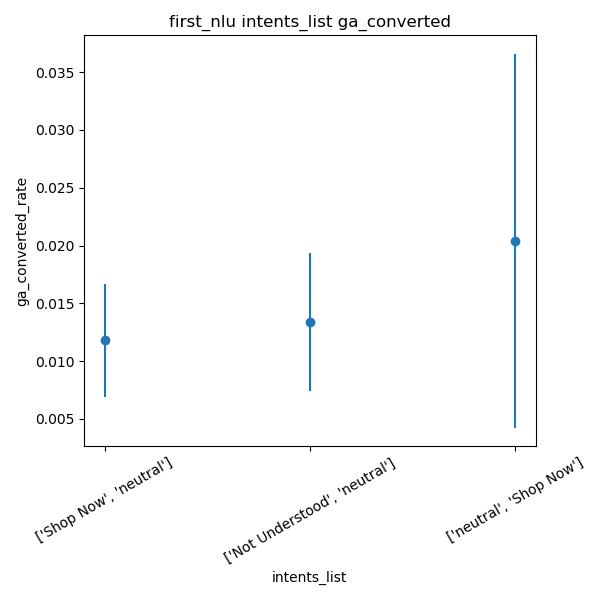 first_nlu intents_list ga_converted
0.035
0.030
0.025
0.020
0.015
0.010
0.005
ga_converted_rate
['Shop Now', 'neutral']
['Not Understood', 'neutral']
['neutral', 'Shop Now']
intents_list